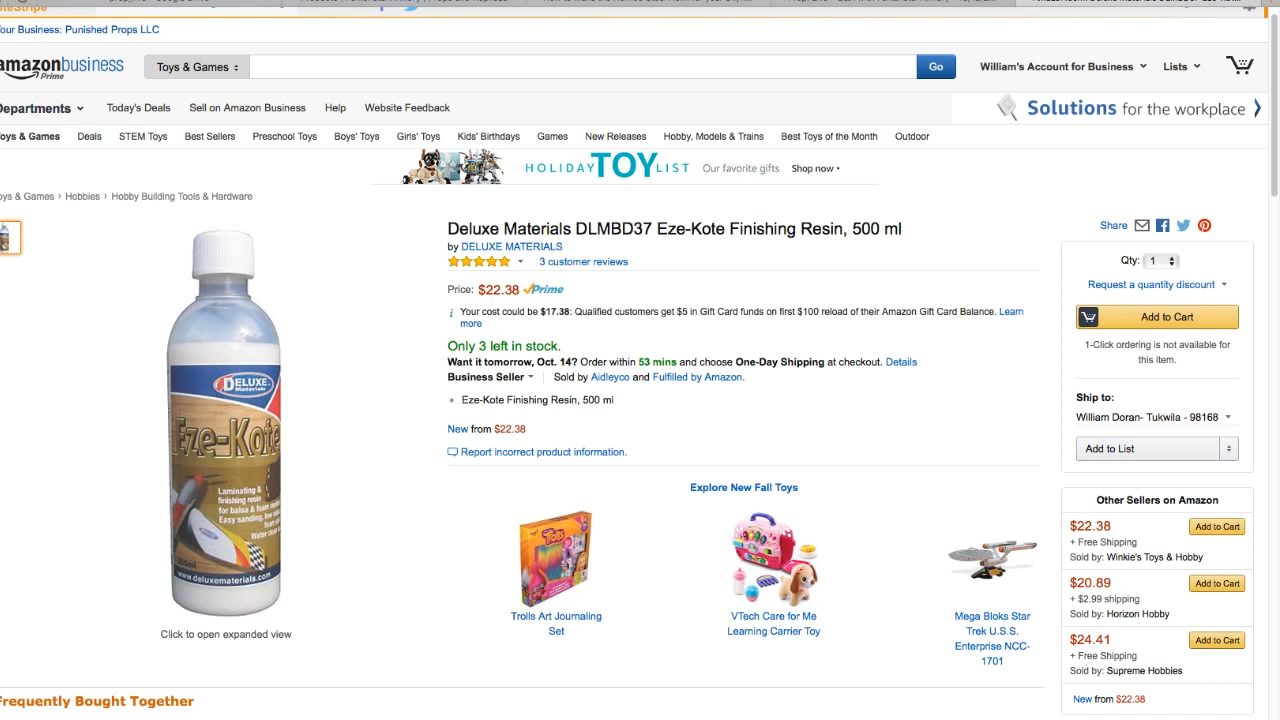 Your Business: Punished Props LLC
amazonbusiness
Prime
Toys & Games
Go
William's Account for Business
Lists
Departments
Today's Deals
Sell on Amazon Business
Help
Website Feedback
Solutions for the workplace
Toys & Games
Deals
STEM Toys
Best Sellers
Preschool Toys
Boys' Toys
Girls' Toys
Kids' Birthdays
Games
New Releases
Hobby, Models & Trains
Best Toys of the Month
Outdoor
HOLIDAY TOY LIST
Our favorite gifts
Shop now
Toys & Games › Hobbies › Hobby Building Tools & Hardware
Deluxe Materials DLMBD37 Eze-Kote Finishing Resin, 500 ml
by DELUXE MATERIALS
3 customer reviews
Price: $22.38 Prime
Your cost could be $17.38: Qualified customers get $5 in Gift Card funds on first $100 reload of their Amazon Gift Card Balance. Learn
more
Only 3 left in stock.
Want it tomorrow, Oct. 14? Order within 53 mins and choose One-Day Shipping at checkout. Details
Business Seller
Sold by Aidleyco and Fulfilled by Amazon.
Eze-Kote Finishing Resin, 500 ml
New from $22.38
Report incorrect product information.
DELUXE
Materials
Eze-Kote
Laminating &
finishing resin
for balsa & foam
Easy sanding,
www.deluxematerials.com
Click to open expanded view
Explore New Fall Toys
Trolls
Trolls Art Journaling
Set
VTech Care for Me
Learning Carrier Toy
Mega Bloks Star
Trek U.S.S.
Enterprise NCC-
1701
Share
Qty: 1
Request a quantity discount
Add to Cart
1-Click ordering is not available for
this item.
Ship to:
William Doran- Tukwila - 98168
Add to List
Other Sellers on Amazon
$22.38
Add to Cart
+ Free Shipping
Sold by: Winkie's Toys & Hobby
$20.89
Add to Cart
+ $2.99 shipping
Sold by: Horizon Hobby
$24.41
Add to Cart
+ Free Shipping
Sold by: Supreme Hobbies
New from $22.38
Frequently Bought Together